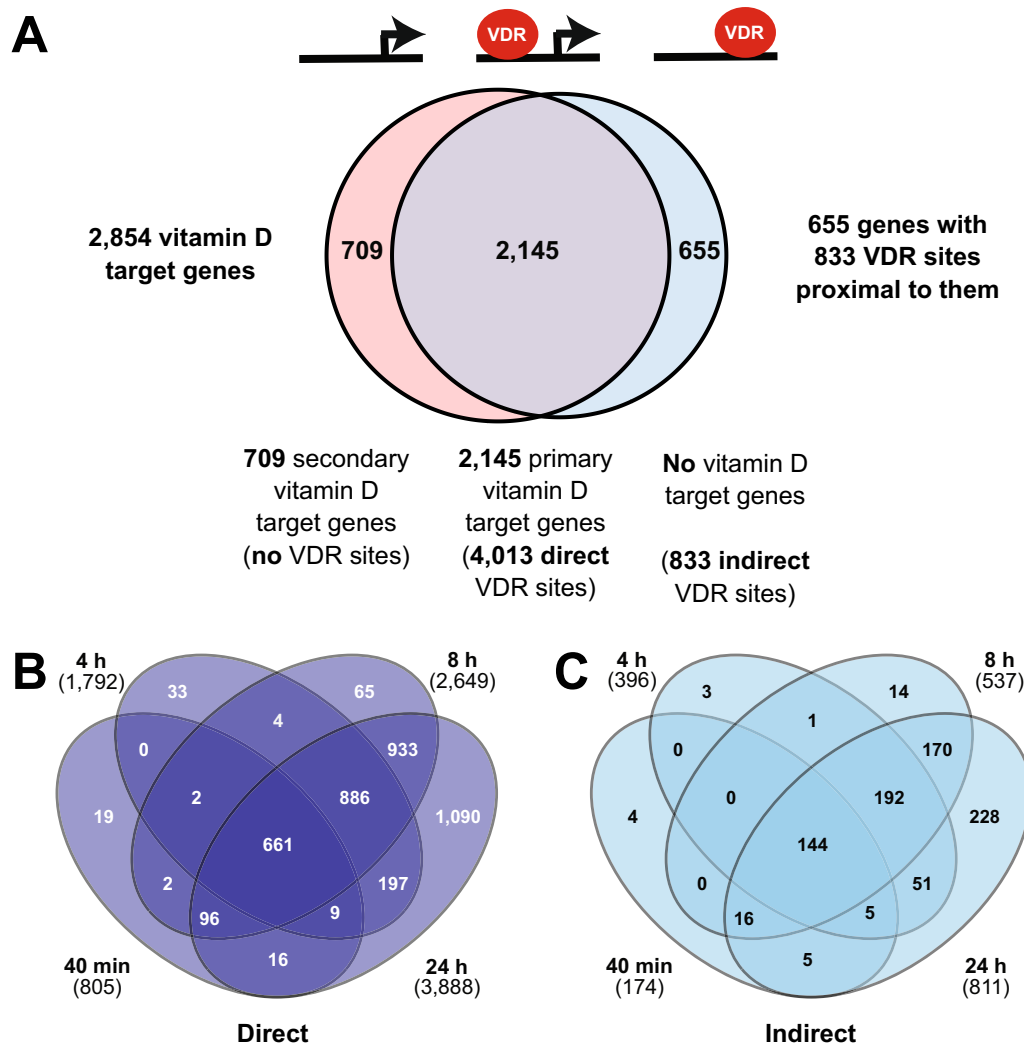 A
VDR
VDR
2,854 vitamin D
target genes
709
2,145
655
655 genes with
833 VDR sites
proximal to them
709 secondary
vitamin D
target genes
(no VDR sites)
2,145 primary
vitamin D
target genes
(4,013 direct
VDR sites)
No vitamin D
target genes
(833 indirect
VDR sites)
B
4 h
(1,792)
8 h
(2,649)
33
4
65
0
933
2
886
19
1,090
661
2
197
96
9
16
40 min
(805)
24 h
(3,888)
Direct
C
4 h
(396)
8 h
(537)
3
1
14
0
170
0
192
4
228
144
0
51
16
5
5
40 min
(174)
24 h
(811)
Indirect